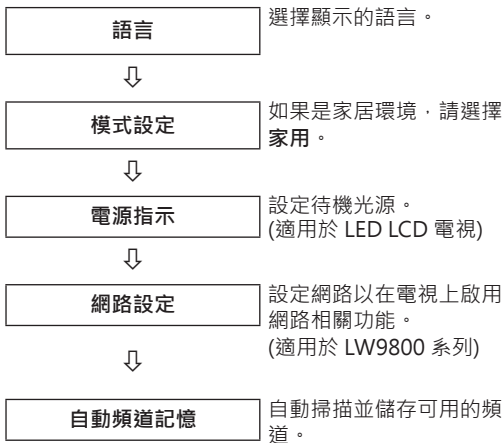 語言
選擇顯示的語言。
模式設定
如果是家居環境，請選擇
家用。
電源指示
設定待機光源。
(適用於 LED LCD 電視)
網路設定
設定網路以在電視上啟用
網路相關功能。
(適用於 LW9800 系列)
自動頻道記憶
自動掃描並儲存可用的頻
道。